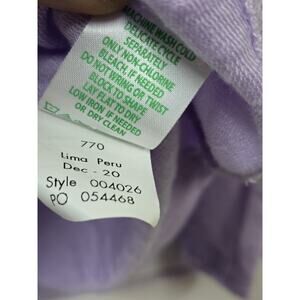 MACHINE WASH COLD
DELICATE CYCLE
SEPARATELY
ONLY NON-CHLORINE
BLEACH. IF NEEDED
DO NOT WRING OR TWIST
BLOCK TO SHAPE
LAY FLAT TO DRY
LOW IRON IF NEEDED
OR DRY CLEAN
770
Lima Peru
Dec - 20
Style 004026
PO 054468